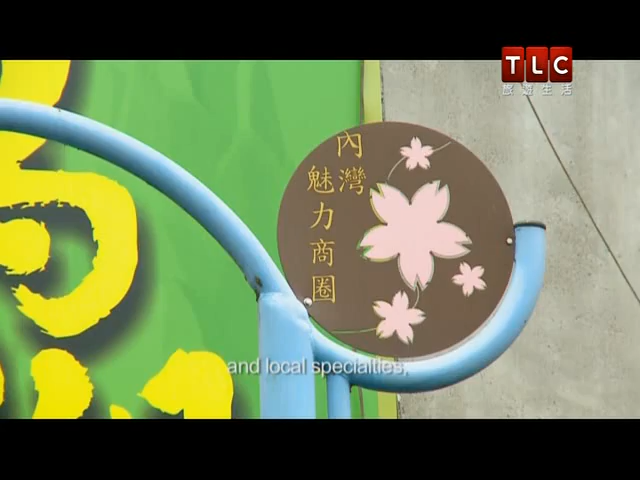 TLC
旅遊生活
內灣
魅力商圈
and local specialties,